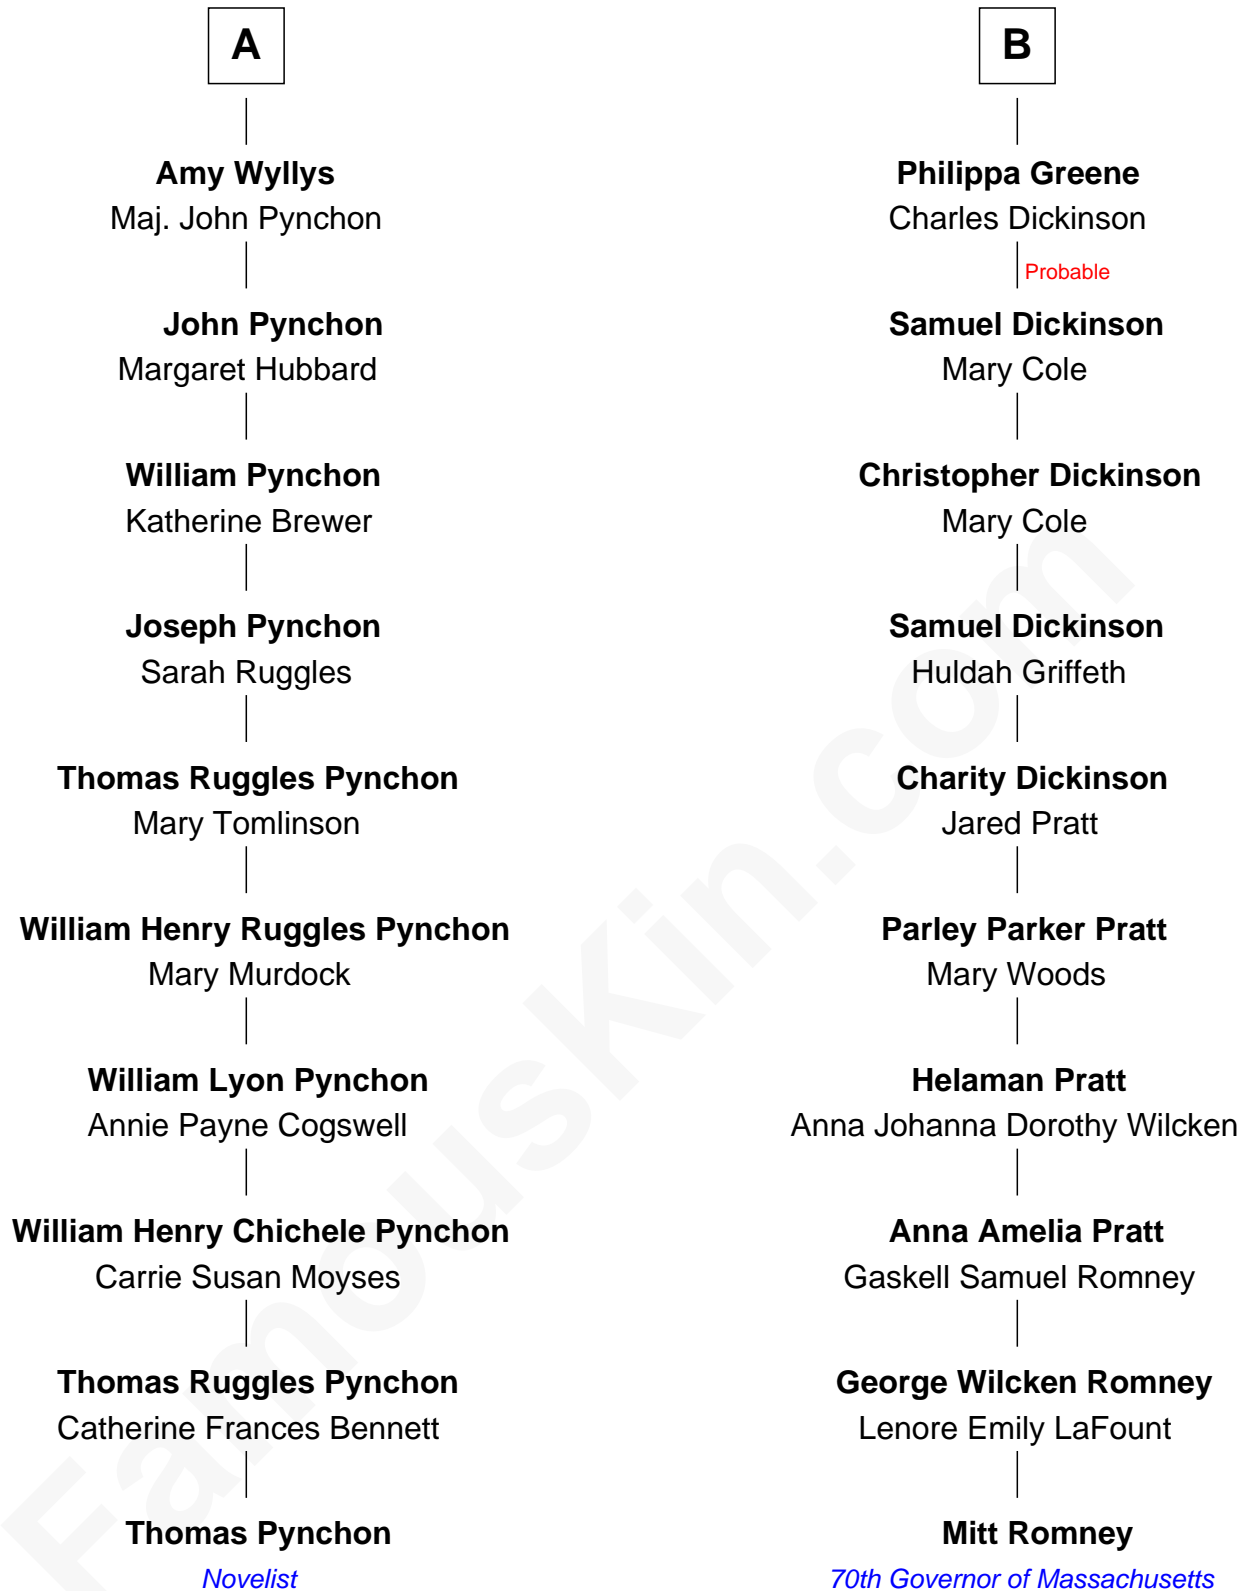 A
Amy Wyllys
Maj. John Pynchon
John Pynchon
Margaret Hubbard
William Pynchon
Katherine Brewer
Joseph Pynchon
Sarah Ruggles
Thomas Ruggles Pynchon
Mary Tomlinson
William Henry Ruggles Pynchon
Mary Murdock
William Lyon Pynchon
Annie Payne Cogswell
William Henry Chichele Pynchon
Carrie Susan Moyses
Thomas Ruggles Pynchon
Catherine Frances Bennett
Thomas Pynchon
Novelist
B
Philippa Greene
Charles Dickinson
Probable
Samuel Dickinson
Mary Cole
Christopher Dickinson
Mary Cole
Samuel Dickinson
Huldah Griffeth
Charity Dickinson
Jared Pratt
Parley Parker Pratt
Mary Woods
Helaman Pratt
Anna Johanna Dorothy Wilcken
Anna Amelia Pratt
Gaskell Samuel Romney
George Wilcken Romney
Lenore Emily LaFount
Mitt Romney
70th Governor of Massachusetts
FamousKin.com